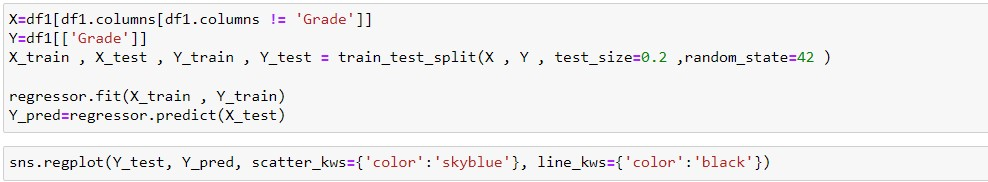 X=df1[df1.columns[df1.columns != 'Grade']]
Y=df1[['Grade']]
X_train , X_test , Y_train , Y_test = train_test_split(X , Y , test_size=0.2 ,random_state=42 )
regressor.fit(X_train , Y_train)
Y_pred=regressor.predict(X_test)
sns.regplot(Y_test, Y_pred, scatter_kws={'color':'skyblue'}, line_kws={'color':'black'})